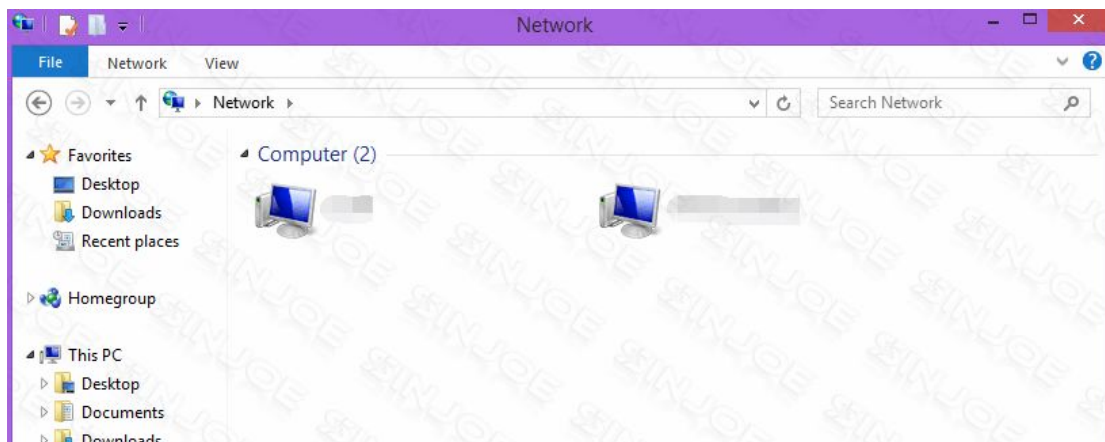 Network
File Network View
Network Search Network
Favorites
Desktop
Downloads
Recent places
Homegroup
This PC
Desktop
Documents
Downloads
Computer (2)